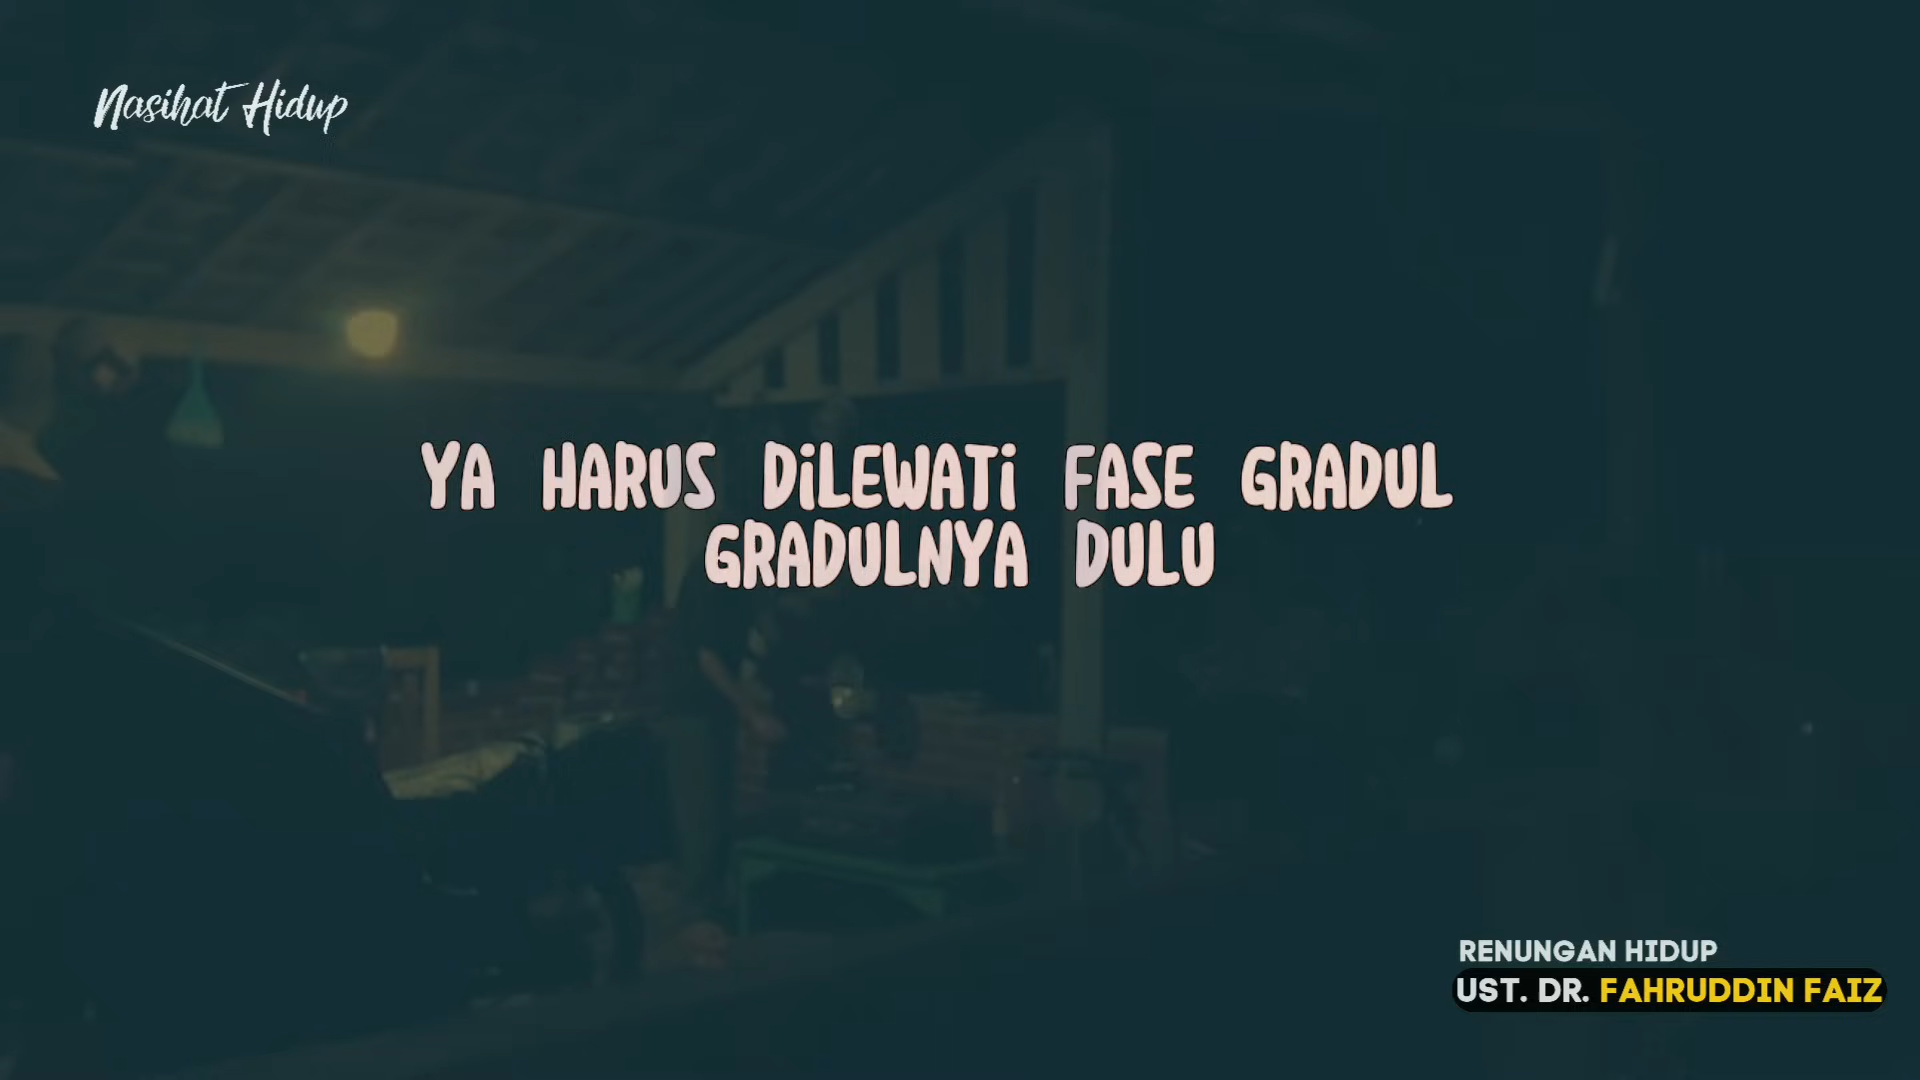 Nasihat Hidup
YA HARUS DiLEWATi FASE GRADUL
GRADULNYA DULU
RENUNGAN HIDUP
UST. DR. FAHRUDDIN FAIZ